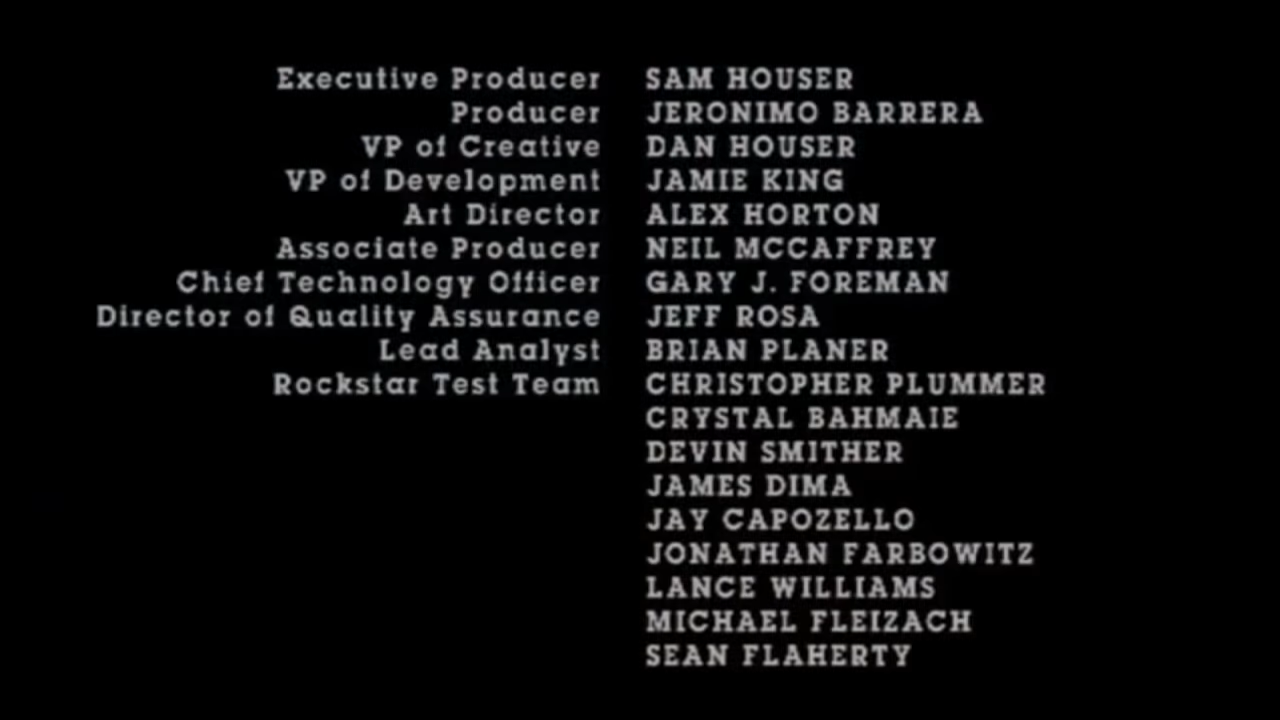 Executive Producer SAM HOUSER
Producer JERONIMO BARRERA
VP of Creative DAN HOUSER
VP of Development JAMIE KING
Art Director ALEX HORTON
Associate Producer NEIL MCCAFFREY
Chief Technology Officer GARY J. FOREMAN
Director of Quality Assurance JEFF ROSA
Lead Analyst BRIAN PLANER
Rockstar Test Team CHRISTOPHER PLUMMER
CRYSTAL BAHMAIE
DEVIN SMITHER
JAMES DIMA
JAY CAPOZELLO
JONATHAN FARBOWITZ
LANCE WILLIAMS
MICHAEL FLEIZACH
SEAN FLAHERTY